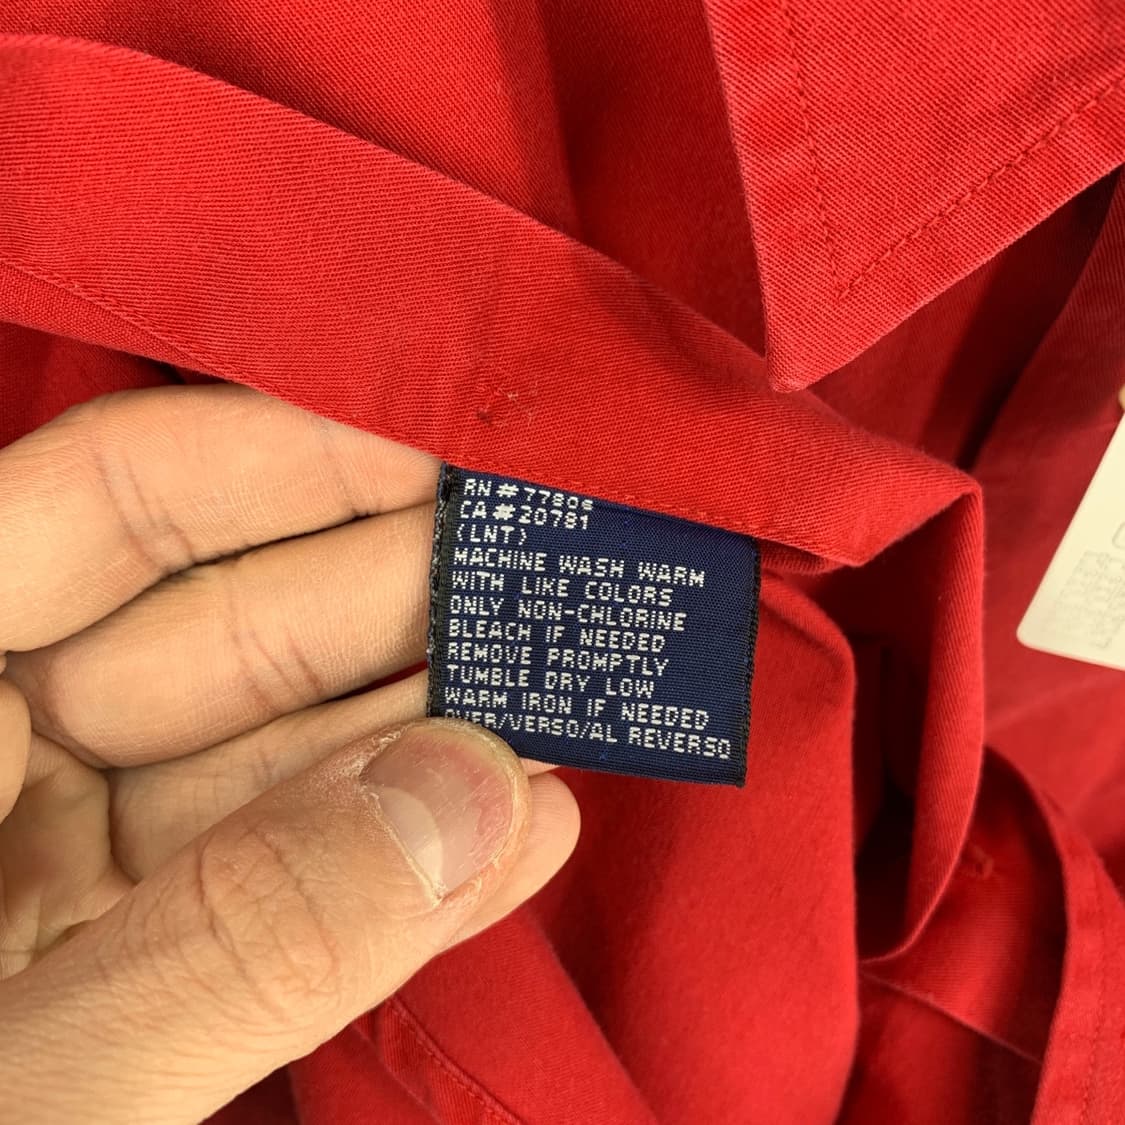 RN#77806
CA#20781
(LNT)
MACHINE WASH WARM
WITH LIKE COLORS
ONLY NON-CHLORINE
BLEACH IF NEEDED
REMOVE PROMPTLY
TUMBLE DRY LOW
WARM IRON IF NEEDED
OVER/VERSO/AL REVERSO